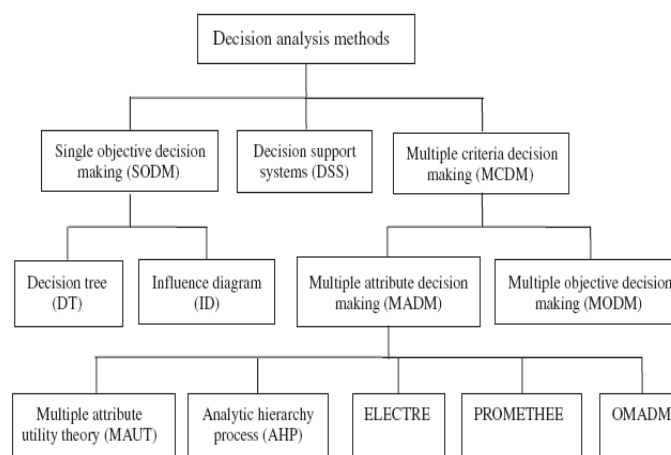 Decision analysis methods
Single objective decision
making (SODM)
Decision support
systems (DSS)
Multiple criteria decision
making (MCDM)
Decision tree
(DT)
Influence diagram
(ID)
Multiple attribute decision
making (MADM)
Multiple objective decision
making (MODM)
Multiple attribute
utility theory (MAUT)
Analytic hierarchy
process (AHP)
ELECTRE
PROMETHEE
OMADM